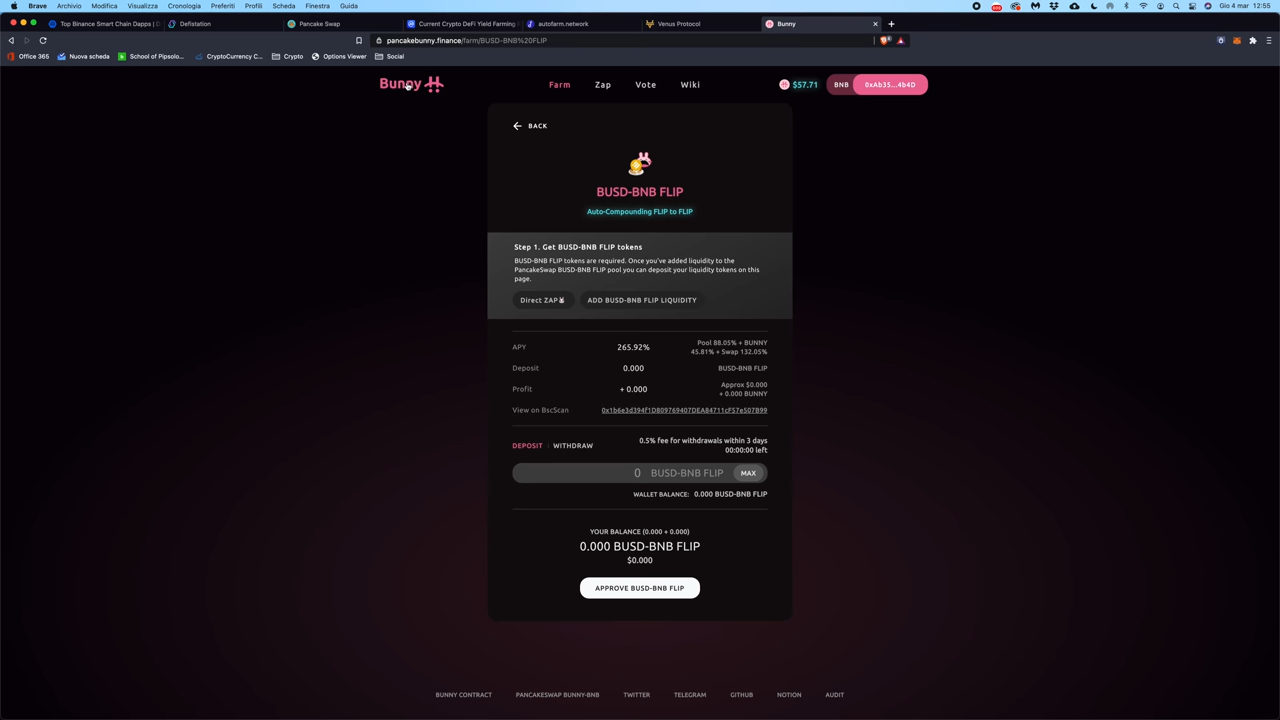 Brave Archivio Modifica Visualizza Cronologia Preferiti Profili Scheda Finestra Guida Gio 4 mar 12:55
Top Binance Smart Chain Dapps | D Defistation Pancake Swap Current Crypto DeFi Yield Farming autofarm.network Venus Protocol Bunny
pancakebunny.finance/farm/BUSD-BNB%20FLIP
Office 365 Nuova scheda School of Pipsolo... CryptoCurrency C... Crypto Options Viewer Social
Bunny Farm Zap Vote Wiki $57.71 BNB 0xAb35...4b4D
BACK
BUSD-BNB FLIP
Auto-Compounding FLIP to FLIP
Step 1. Get BUSD-BNB FLIP tokens
BUSD-BNB FLIP tokens are required. Once you've added liquidity to the
PancakeSwap BUSD-BNB FLIP pool you can deposit your liquidity tokens on this
page.
Direct ZAP ADD BUSD-BNB FLIP LIQUIDITY
APY 265.92% Pool 88.05% + BUNNY
45.81% + Swap 132.05%
Deposit 0.000 BUSD-BNB FLIP
Profit + 0.000 Approx $0.000
+ 0.000 BUNNY
View on BscScan 0x1b6e3d394f1D809769407DEA84711cF57e507B99
DEPOSIT WITHDRAW 0.5% fee for withdrawals within 3 days
00:00:00 left
0 BUSD-BNB FLIP MAX
WALLET BALANCE: 0.000 BUSD-BNB FLIP
YOUR BALANCE (0.000 + 0.000)
0.000 BUSD-BNB FLIP
$0.000
APPROVE BUSD-BNB FLIP
BUNNY CONTRACT PANCAKESWAP BUNNY-BNB TWITTER TELEGRAM GITHUB NOTION AUDIT